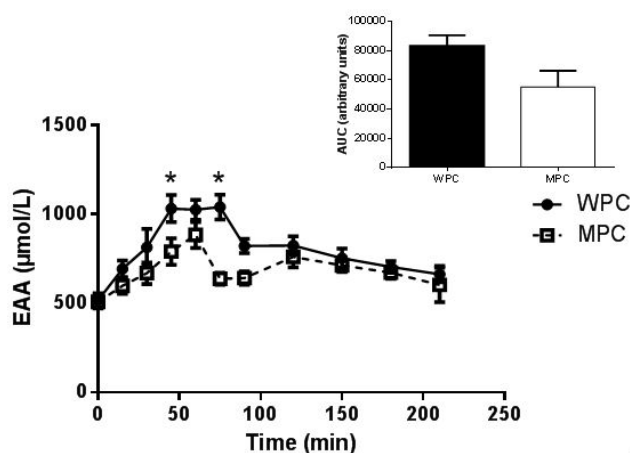 100000
80000
60000
40000
20000
0
AUC (arbitrary units)
WPC
MPC
1500
1000
500
0
EAA (µmol/L)
* *
WPC
MPC
0 50 100 150 200 250
Time (min)